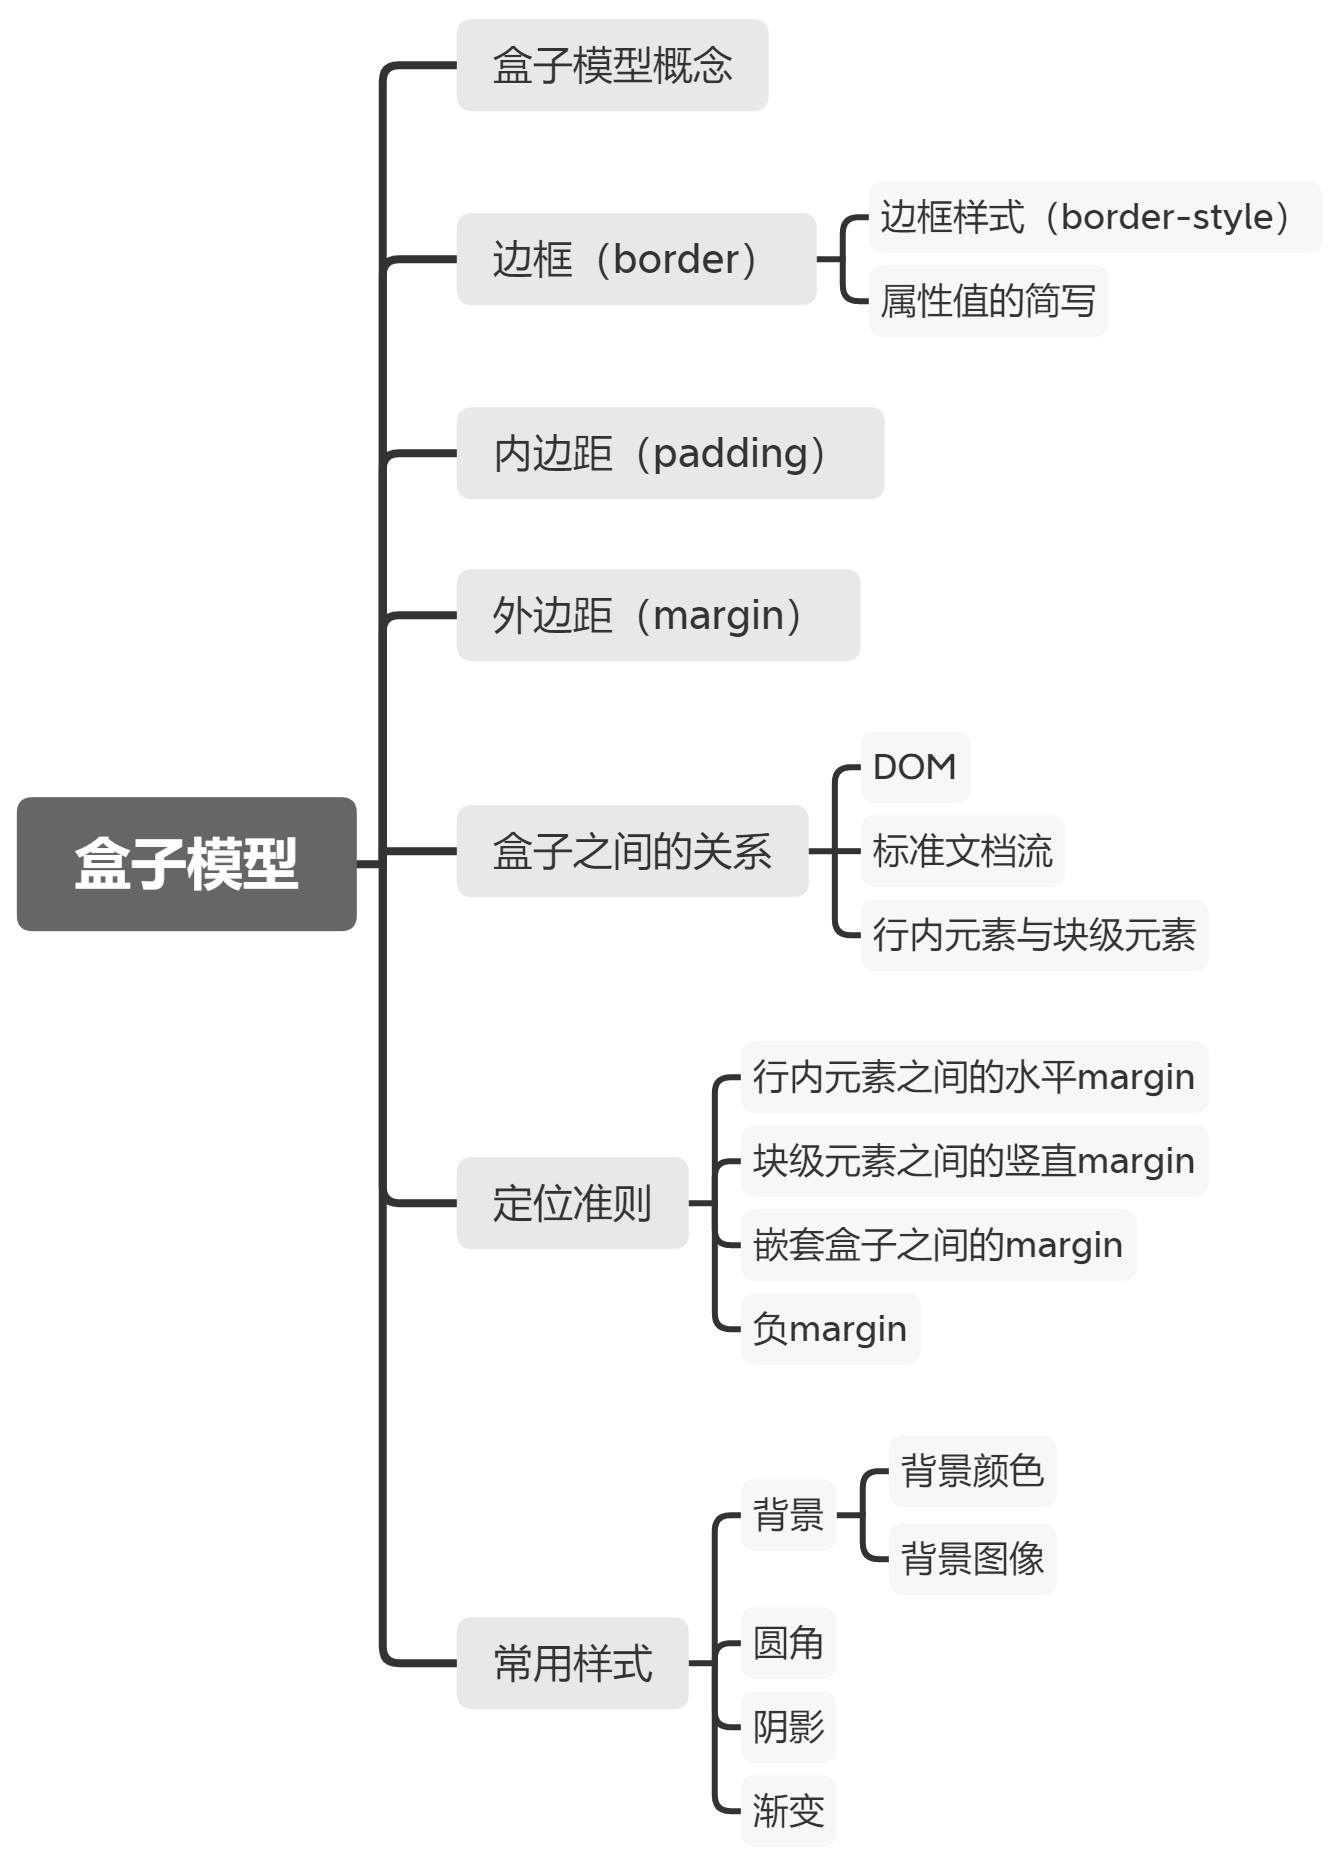 盒子模型
盒子模型概念
边框（border）
边框样式（border-style）
属性值的简写
内边距（padding）
外边距（margin）
盒子之间的关系
DOM
标准文档流
行内元素与块级元素
定位准则
行内元素之间的水平margin
块级元素之间的竖直margin
嵌套盒子之间的margin
负margin
常用样式
背景
背景颜色
背景图像
圆角
阴影
渐变